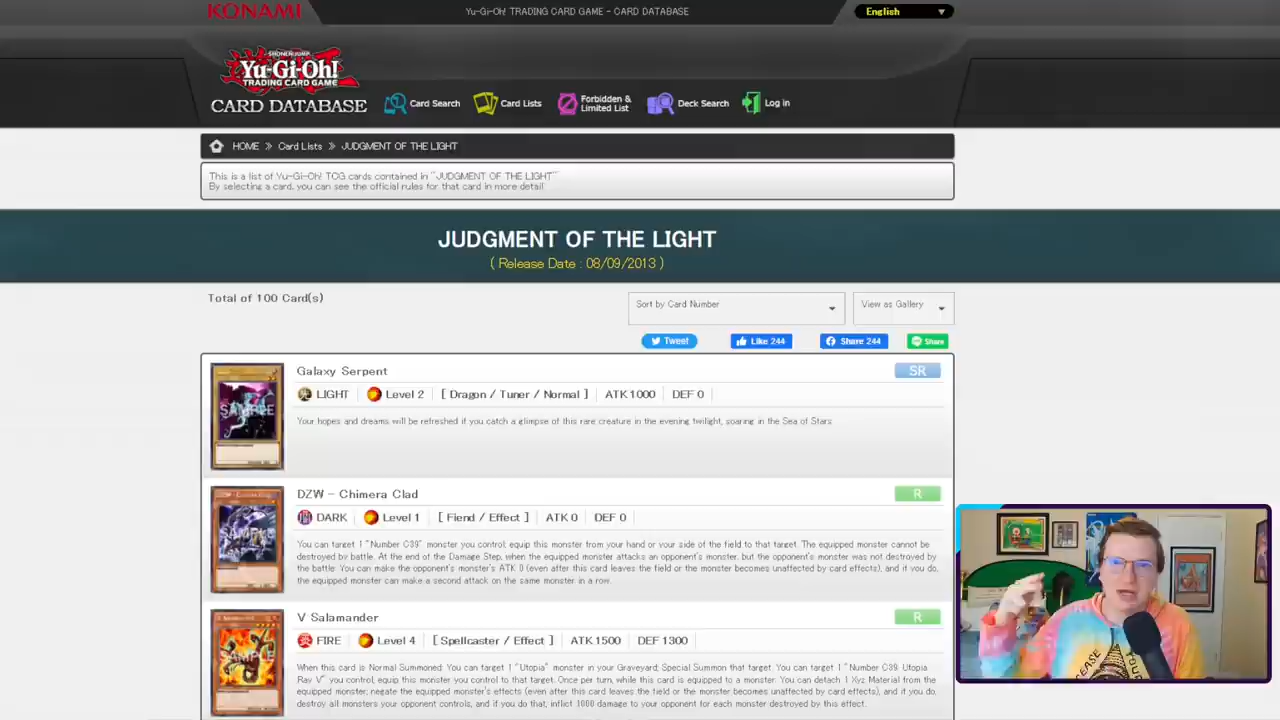 KONAMI
Yu-Gi-Oh! TRADING CARD GAME - CARD DATABASE
English
SHONEN JUMP
Yu-Gi-Oh!
TRADING CARD GAME
CARD DATABASE
Card Search
Card Lists
Forbidden &
Limited List
Deck Search
Log in
HOME » Card Lists » JUDGMENT OF THE LIGHT
This is a list of Yu-Gi-Oh! TCG cards contained in "JUDGMENT OF THE LIGHT"
By selecting a card, you can see the official rules for that card in more detail
JUDGMENT OF THE LIGHT
( Release Date : 08/09/2013 )
Total of 100 Card(s)
Sort by Card Number
View as Gallery
Tweet
Like 244
Share 244
Share
Galaxy Serpent
SR
LIGHT Level 2 [ Dragon / Tuner / Normal ] ATK 1000 DEF 0
SAMPLE
Your hopes and dreams will be refreshed if you catch a glimpse of this rare creature in the evening twilight, soaring in the Sea of Stars.
DZW - Chimera Clad
R
DARK Level 1 [ Fiend / Effect ] ATK 0 DEF 0
SAMPLE
You can target 1 "Number C39" monster you control; equip this monster from your hand or your side of the field to that target. The equipped monster cannot be
destroyed by battle. At the end of the Damage Step, when the equipped monster attacks an opponent's monster, but the opponent's monster was not destroyed by
the battle: You can make the opponent's monster's ATK 0 (even after this card leaves the field or the monster becomes unaffected by card effects), and if you do,
the equipped monster can make a second attack on the same monster in a row.
V Salamander
R
FIRE Level 4 [ Spellcaster / Effect ] ATK 1500 DEF 1300
SAMPLE
When this card is Normal Summoned: You can target 1 "Utopia" monster in your Graveyard; Special Summon that target. You can target 1 "Number C39: Utopia
Ray V" you control; equip this monster you control to that target. Once per turn, while this card is equipped to a monster: You can detach 1 Xyz Material from the
equipped monster; negate the equipped monster's effects (even after this card leaves the field or the monster becomes unaffected by card effects), and if you do,
destroy all monsters your opponent controls, and if you do that, inflict 1000 damage to your opponent for each monster destroyed by this effect.